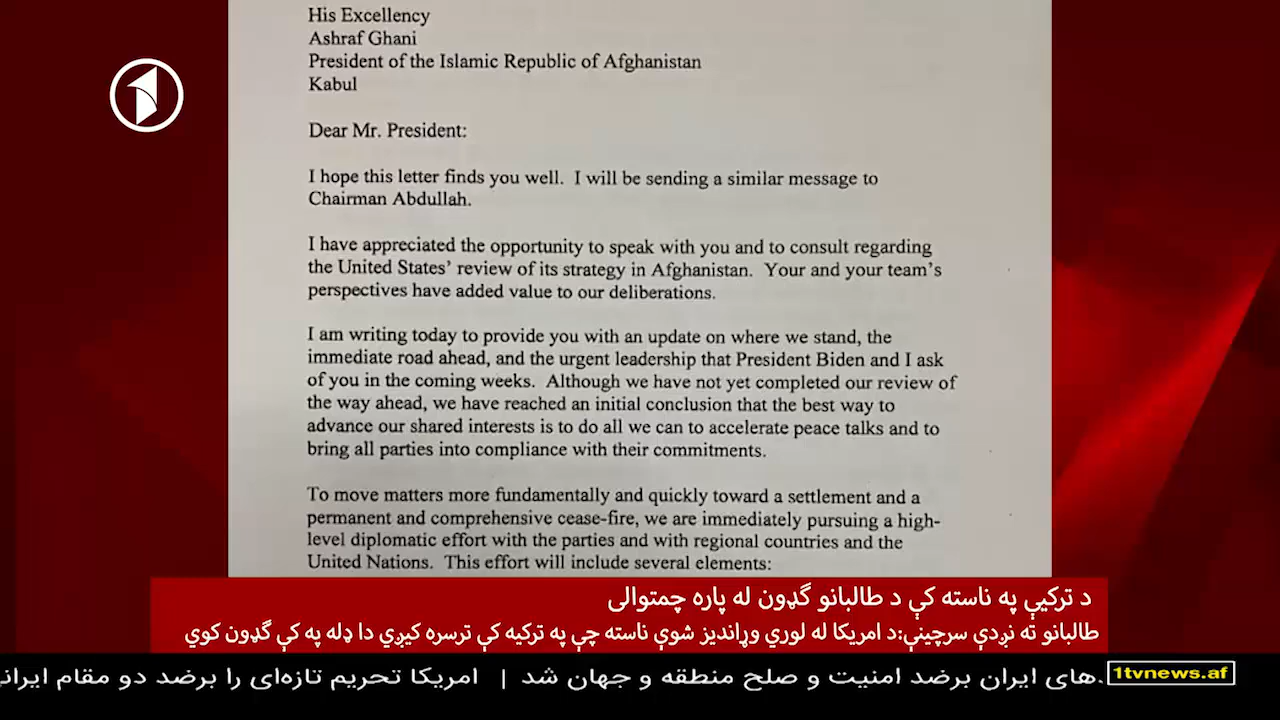 His Excellency
Ashraf Ghani
President of the Islamic Republic of Afghanistan
Kabul
Dear Mr. President:
I hope this letter finds you well. I will be sending a similar message to
Chairman Abdullah.
I have appreciated the opportunity to speak with you and to consult regarding
the United States’ review of its strategy in Afghanistan. Your and your team’s
perspectives have added value to our deliberations.
I am writing today to provide you with an update on where we stand, the
immediate road ahead, and the urgent leadership that President Biden and I ask
of you in the coming weeks. Although we have not yet completed our review of
the way ahead, we have reached an initial conclusion that the best way to
advance our shared interests is to do all we can to accelerate peace talks and to
bring all parties into compliance with their commitments.
To move matters more fundamentally and quickly toward a settlement and a
permanent and comprehensive cease-fire, we are immediately pursuing a high-
level diplomatic effort with the parties and with regional countries and the
United Nations. This effort will include several elements:
د ترکیې په ناسته کې د طالبانو ګډون له پاره چمتوالی
طالبانو ته نږدې سرچینې:د امریکا له لوري وړاندیز شوې ناسته چې په ترکیه کې ترسره کیږي دا ډله په کې ګډون کوي
های ایران برضد امنیت و صلح منطقه و جهان شد | امریکا تحریم تازه‌ای را برضد دو مقام ایرانی
1tvnews.af